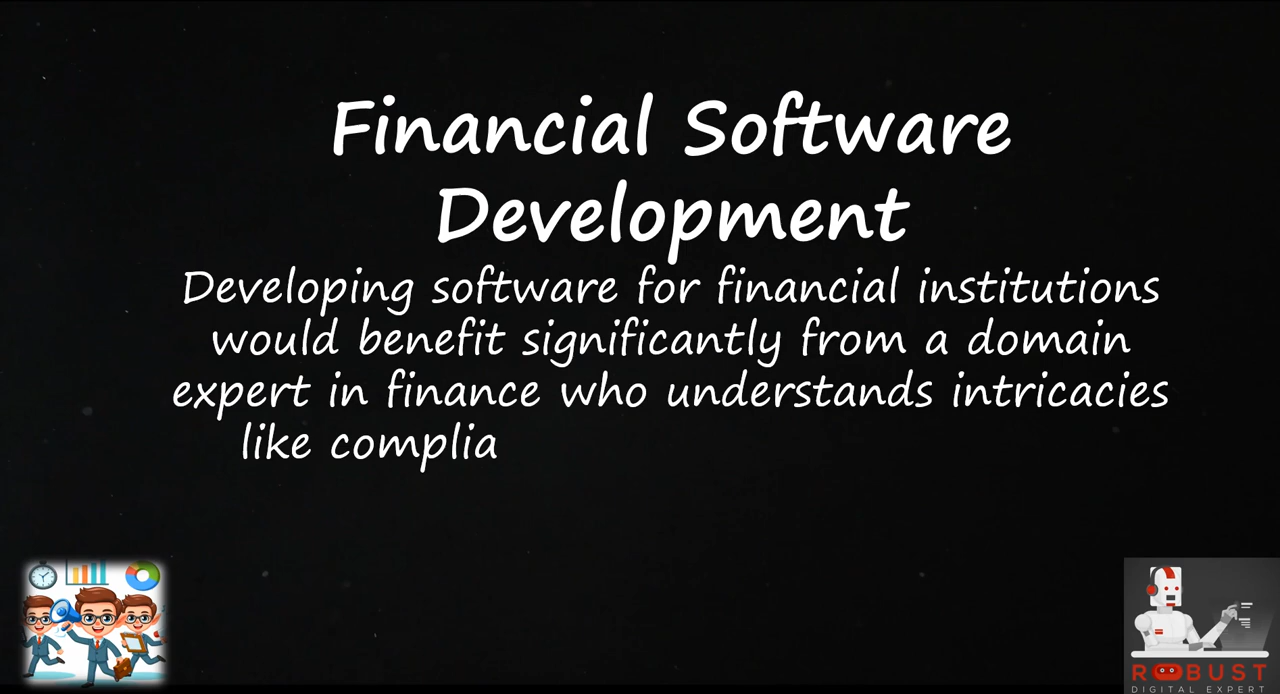 Financial Software
Development
Developing software for financial institutions
would benefit significantly from a domain
expert in finance who understands intricacies
like complia
ROBUST
DIGITAL EXPERT